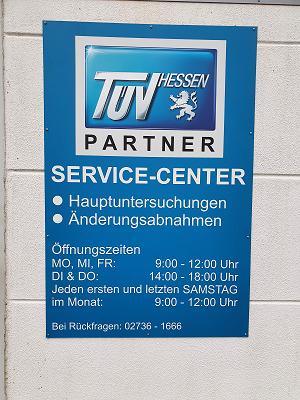 TÜV HESSEN
PARTNER
SERVICE-CENTER
● Hauptuntersuchungen
● Änderungsabnahmen
Öffnungszeiten
MO, MI, FR: 9:00 - 12:00 Uhr
DI & DO: 14:00 - 18:00 Uhr
Jeden ersten und letzten SAMSTAG
im Monat: 9:00 - 12:00 Uhr
Bei Rückfragen: 02736 - 1666